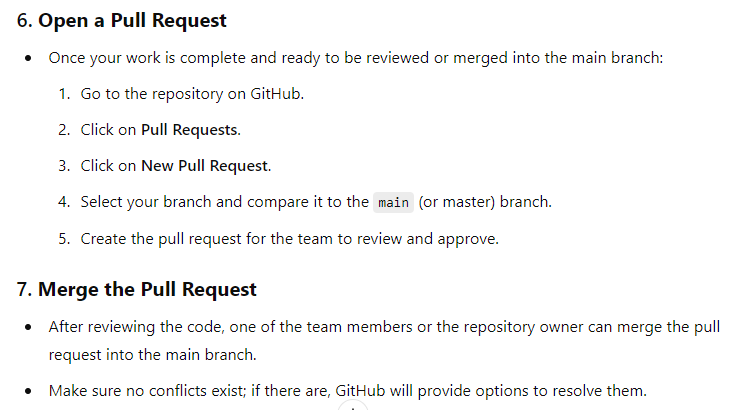 6. Open a Pull Request
• Once your work is complete and ready to be reviewed or merged into the main branch:
1. Go to the repository on GitHub.
2. Click on Pull Requests.
3. Click on New Pull Request.
4. Select your branch and compare it to the main (or master) branch.
5. Create the pull request for the team to review and approve.
7. Merge the Pull Request
• After reviewing the code, one of the team members or the repository owner can merge the pull
request into the main branch.
• Make sure no conflicts exist; if there are, GitHub will provide options to resolve them.